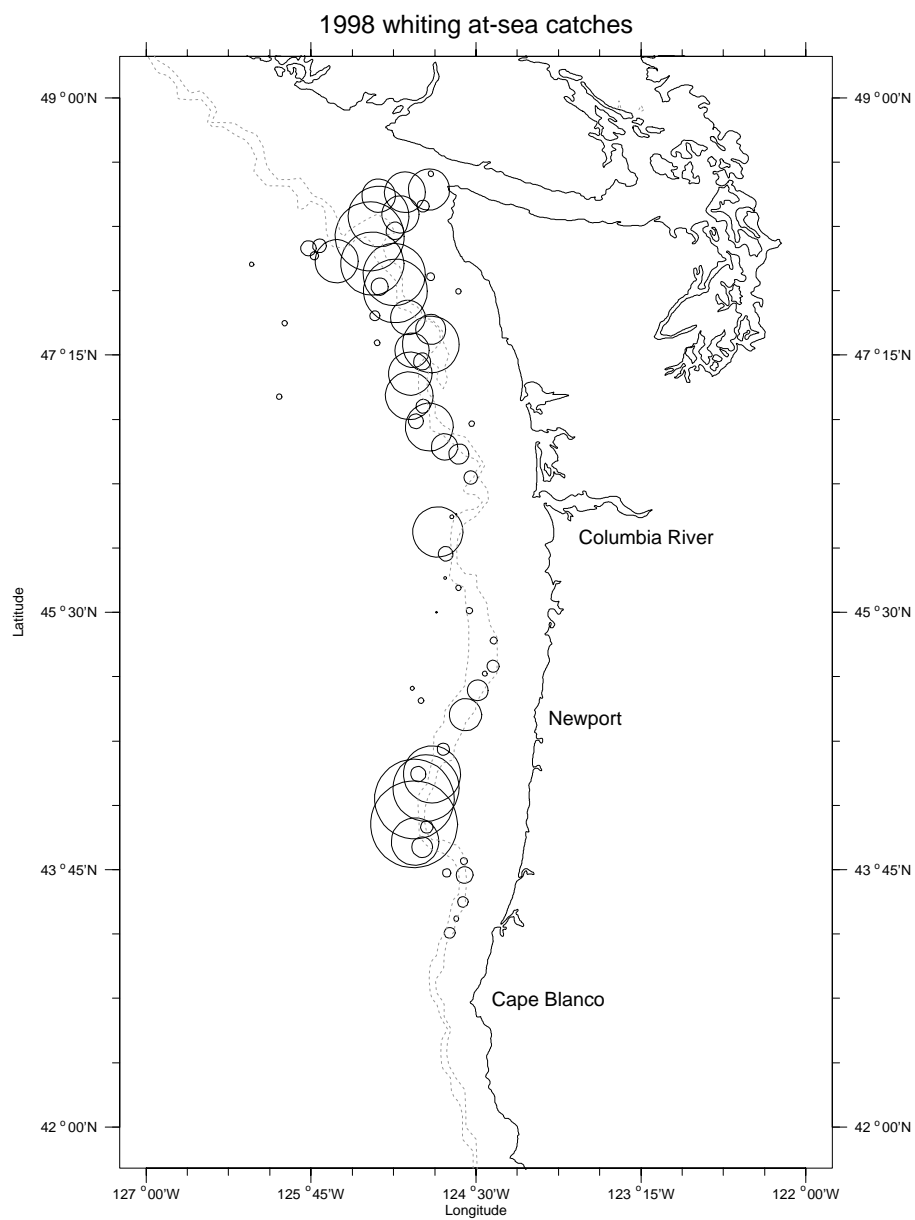 1998 whiting at-sea catches
49 °00'N
49 °00'N
47 °15'N
47 °15'N
Columbia River
45 °30'N
45 °30'N
Latitude
Newport
43 °45'N
43 °45'N
Cape Blanco
42 °00'N
42 °00'N
127 °00'W
125 °45'W
124 °30'W
123 °15'W
122 °00'W
Longitude